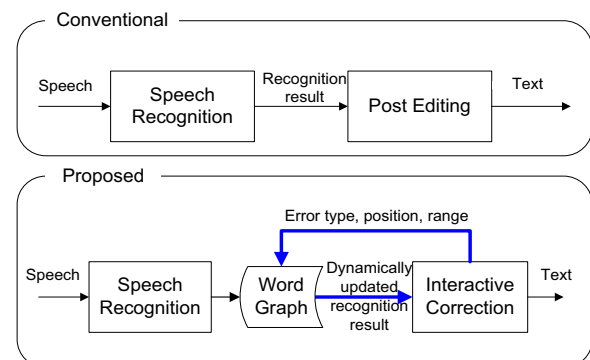 Conventional
Speech
Speech
Recognition
Recognition
result
Post Editing
Text
Proposed
Error type, position, range
Speech
Speech
Recognition
Word
Graph
Dynamically
updated
recognition
result
Interactive
Correction
Text